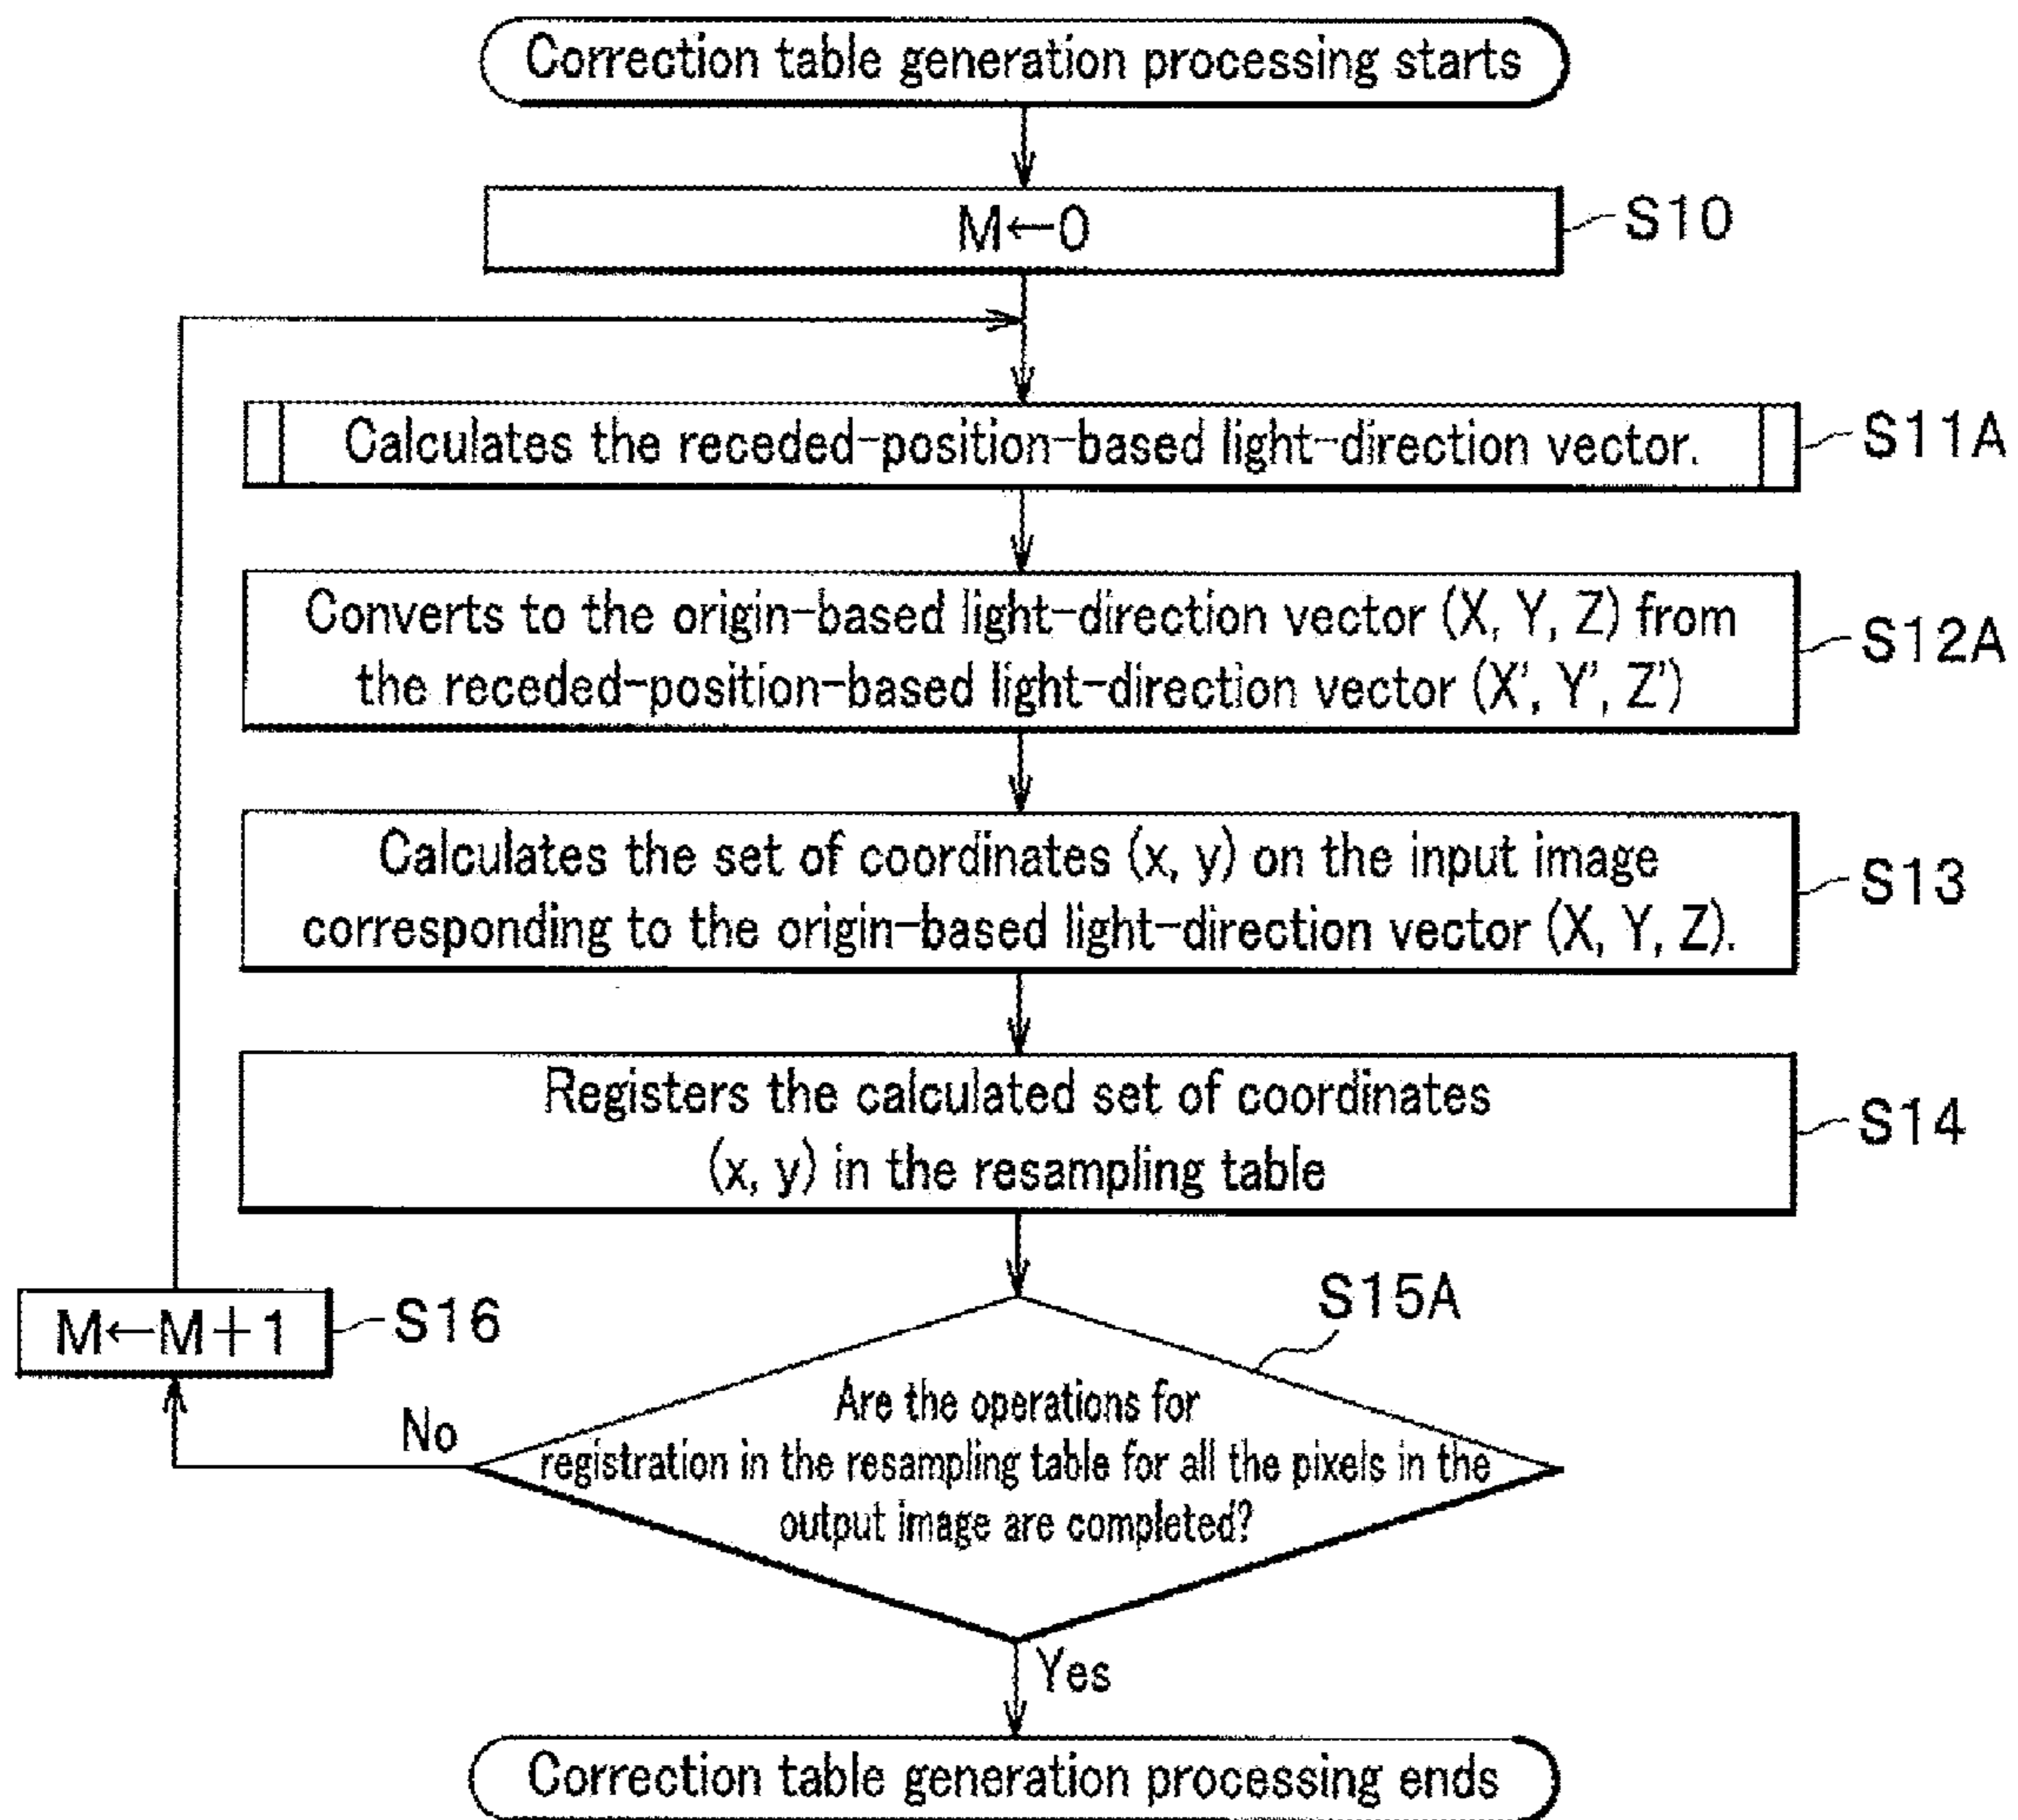 Correction table generation processing starts
M←0
S10
Calculates the receded-position-based light-direction vector.
S11A
Converts to the origin-based light-direction vector (X, Y, Z) from
the receded-position-based light-direction vector (X', Y', Z')
S12A
Calculates the set of coordinates (x, y) on the input image
corresponding to the origin-based light-direction vector (X, Y, Z).
S13
Registers the calculated set of coordinates
(x, y) in the resampling table
S14
S15A
M←M+1
S16
No
Are the operations for
registration in the resampling table for all the pixels in the
output image are completed?
Yes
Correction table generation processing ends